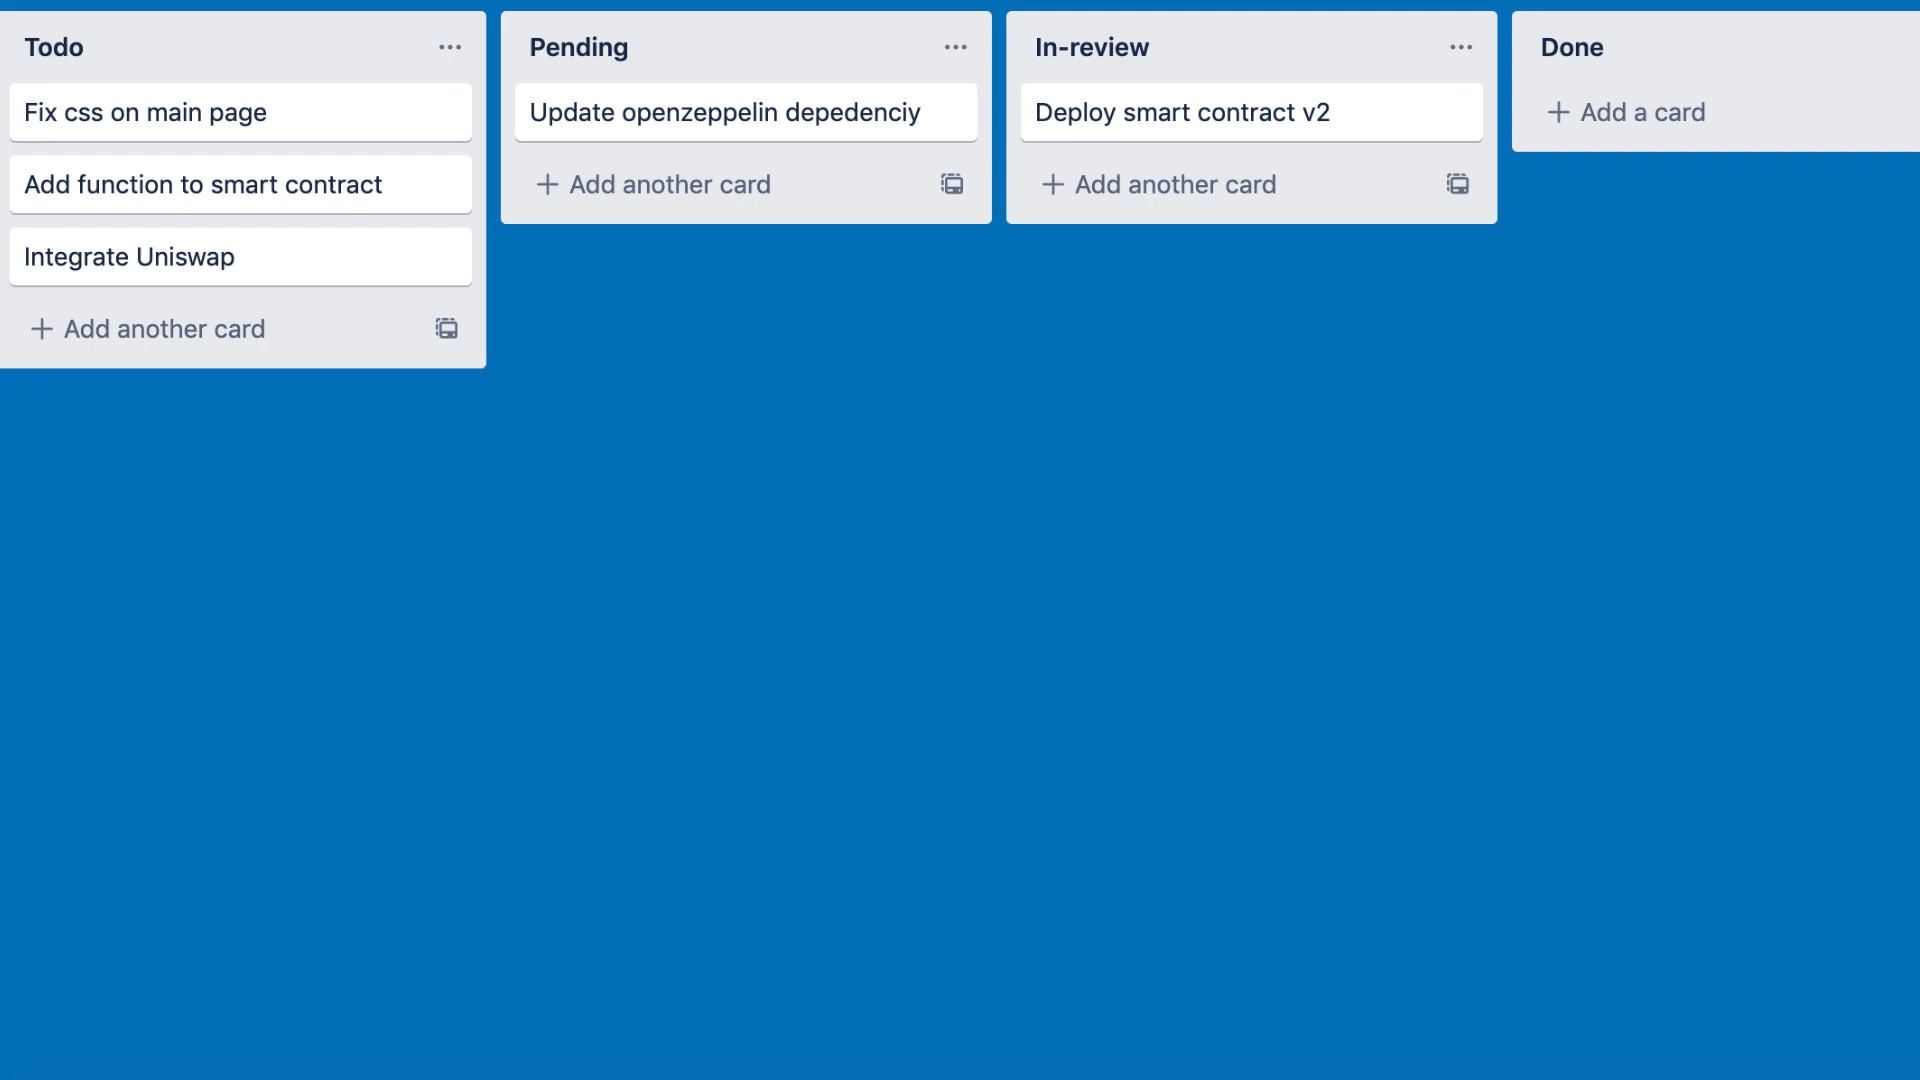 Todo
Fix css on main page
Add function to smart contract
Integrate Uniswap
Add another card
Pending
Update openzeppelin depedenciy
Add another card
In-review
Deploy smart contract v2
Add another card
Done
Add a card